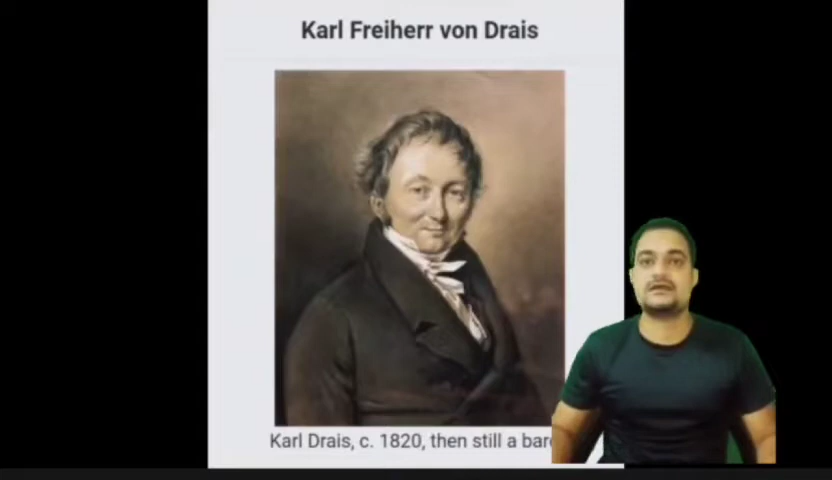 Karl Freiherr von Drais
Karl Drais, c. 1820, then still a